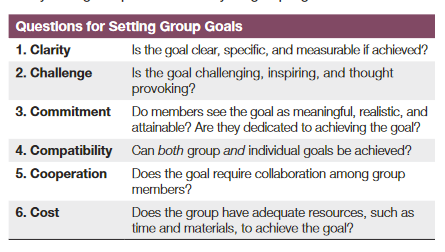 Questions for Setting Group Goals
1. Clarity Is the goal clear, specific, and measurable if achieved?
2. Challenge Is the goal challenging, inspiring, and thought
provoking?
3. Commitment Do members see the goal as meaningful, realistic, and
attainable? Are they dedicated to achieving the goal?
4. Compatibility Can both group and individual goals be achieved?
5. Cooperation Does the goal require collaboration among group
members?
6. Cost Does the group have adequate resources, such as
time and materials, to achieve the goal?